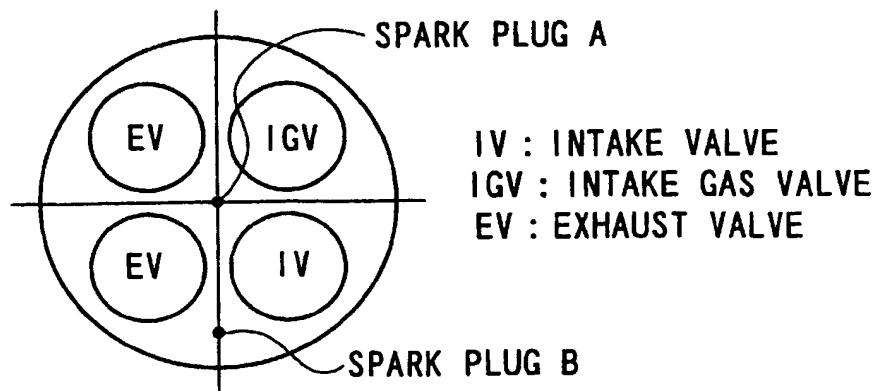 SPARK PLUG A
EV
IGV
IV : INTAKE VALVE
IGV : INTAKE GAS VALVE
EV : EXHAUST VALVE
EV
IV
SPARK PLUG B